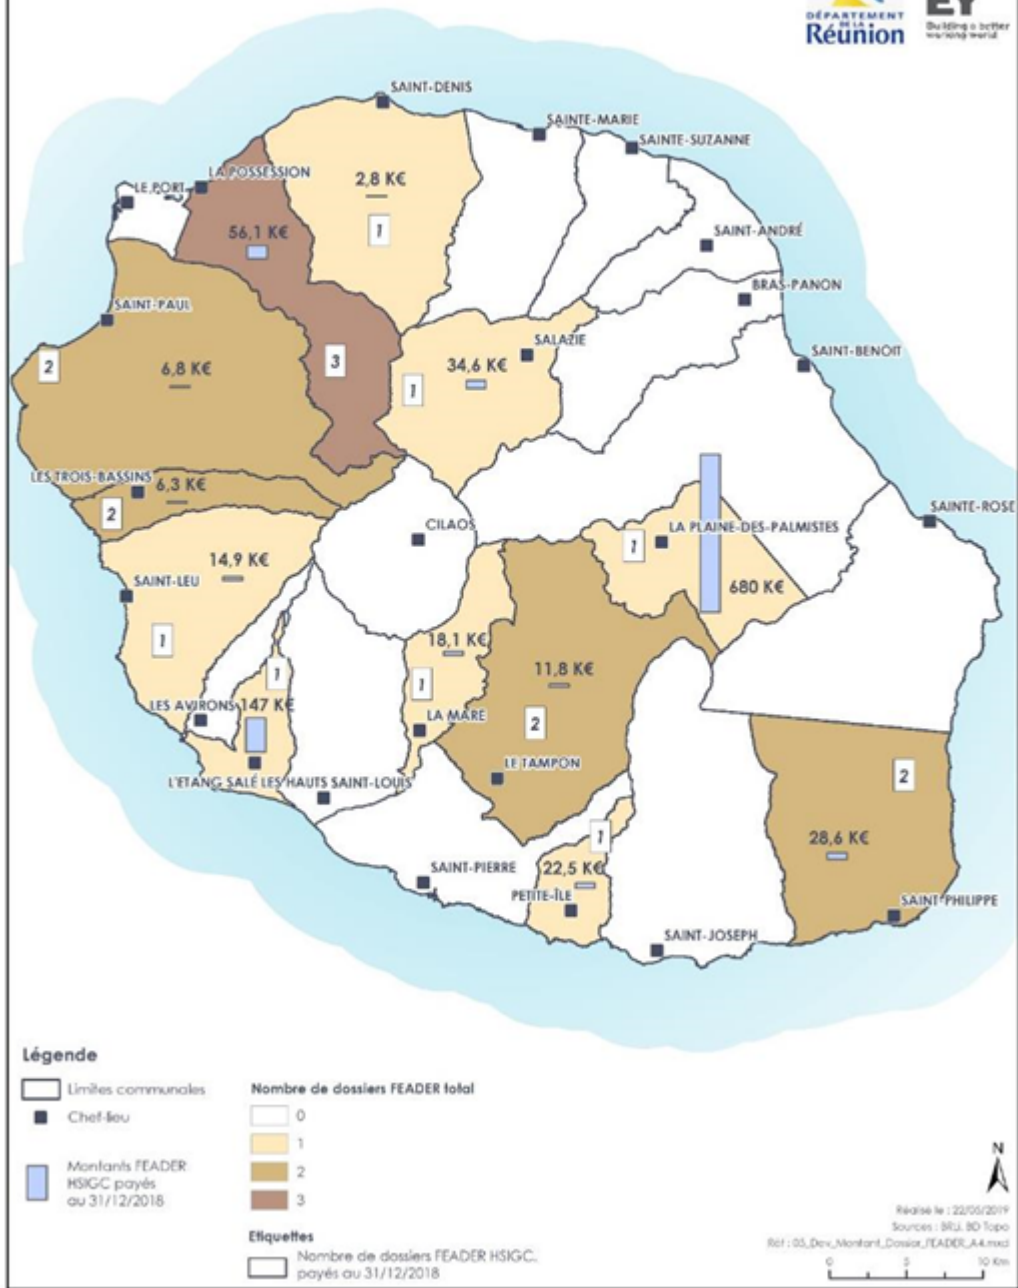 EY
DÉPARTEMENT
DE LA
Réunion
Building a better
working world
SAINT-DENIS
SAINTE-MARIE
SAINTE-SUZANNE
LA POSSESSION
LE PORT
2,8 K€
1
56,1 K€
SAINT-ANDRÉ
BRAS-PANON
SAINT-PAUL
SALAZIE
SAINT-BENOIT
2
6,8 K€
3
34,6 K€
1
LES TROIS-BASSINS
6,3 K€
2
SAINTE-ROSE
CILAOS
LA PLAINE-DES-PALMISTES
1
14,9 K€
SAINT-LEU
680 K€
1
18,1 K€
11,8 K€
1
1
LES AVIRONS
147 K€
LA MARE
2
LE TAMPON
2
L'ETANG SALÉ LES HAUTS
SAINT-LOUIS
1
28,6 K€
SAINT-PIERRE
22,5 K€
PETITE-ÎLE
SAINT-PHILIPPE
SAINT-JOSEPH
Légende
Limites communales
Chef-lieu
Montants FEADER
HSIGC payés
au 31/12/2018
Nombre de dossiers FEADER total
0
1
2
3
Etiquettes
Nombre de dossiers FEADER HSIGC,
payés au 31/12/2018
N
Réalisé le : 22/05/2019
Sources : BRLI, BD Topo
Réf : 05_Dev_Montant_Dossier_FEADER_A4.mxd
0 5 10 Km